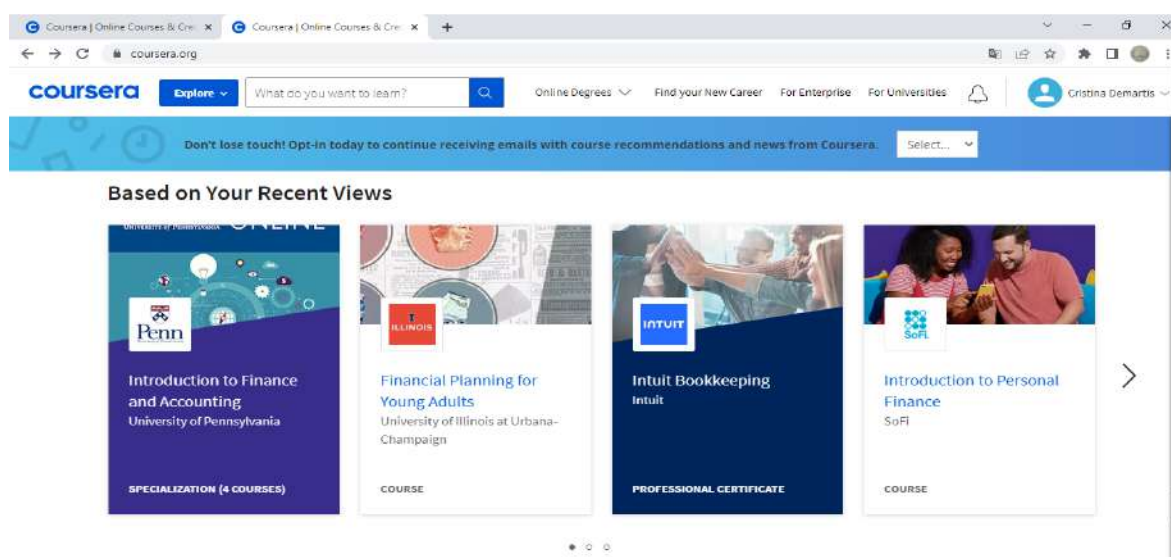 Coursera | Online Courses & Cre
Coursera | Online Courses & Cre
coursera.org
coursera
Explore
What do you want to learn?
Online Degrees
Find your New Career
For Enterprise
For Universities
Cristina Demartis
Don't lose touch! Opt-in today to continue receiving emails with course recommendations and news from Coursera.
Select...
Based on Your Recent Views
UNIVERSITY OF PENNSYLVANIA ONLINE
Penn
Introduction to Finance
and Accounting
University of Pennsylvania
SPECIALIZATION (4 COURSES)
I
ILLINOIS
Financial Planning for
Young Adults
University of Illinois at Urbana-
Champaign
COURSE
INTUIT
Intuit Bookkeeping
Intuit
PROFESSIONAL CERTIFICATE
SoFi
Introduction to Personal
Finance
SoFi
COURSE